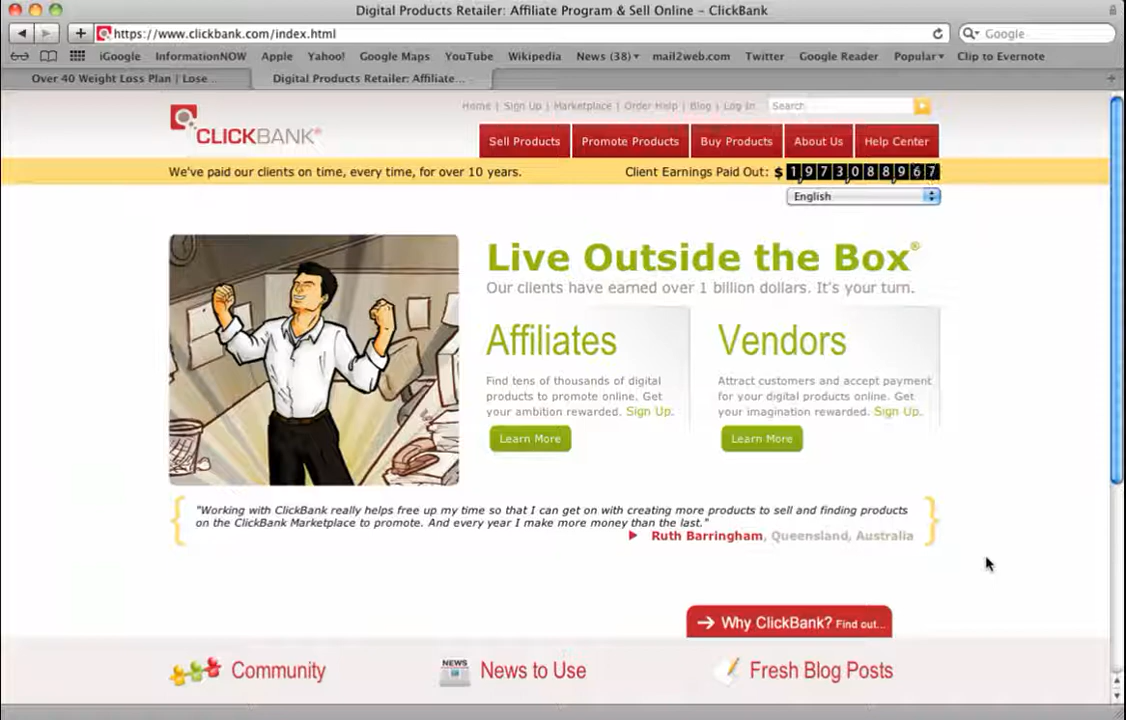 Digital Products Retailer: Affiliate Program & Sell Online – ClickBank
https://www.clickbank.com/index.html
Google
iGoogle InformationNOW Apple Yahoo! Google Maps YouTube Wikipedia News (38) mail2web.com Twitter Google Reader Popular Clip to Evernote
Over 40 Weight Loss Plan | Lose ... Digital Products Retailer: Affiliate...
Home | Sign Up | Marketplace | Order Help | Blog | Log In Search
CLICKBANK®
Sell Products Promote Products Buy Products About Us Help Center
We've paid our clients on time, every time, for over 10 years. Client Earnings Paid Out: $ 1,973,088,967
English
Live Outside the Box®
Our clients have earned over 1 billion dollars. It's your turn.
Affiliates
Find tens of thousands of digital
products to promote online. Get
your ambition rewarded. Sign Up.
Learn More
Vendors
Attract customers and accept payment
for your digital products online. Get
your imagination rewarded. Sign Up.
Learn More
"Working with ClickBank really helps free up my time so that I can get on with creating more products to sell and finding products
on the ClickBank Marketplace to promote. And every year I make more money than the last."
Ruth Barringham, Queensland, Australia
Why ClickBank? Find out...
Community NEWS News to Use Fresh Blog Posts